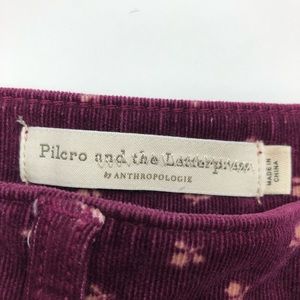 Pilcro and the Letterpress
by ANTHROPOLOGIE
MADE IN
CHINA